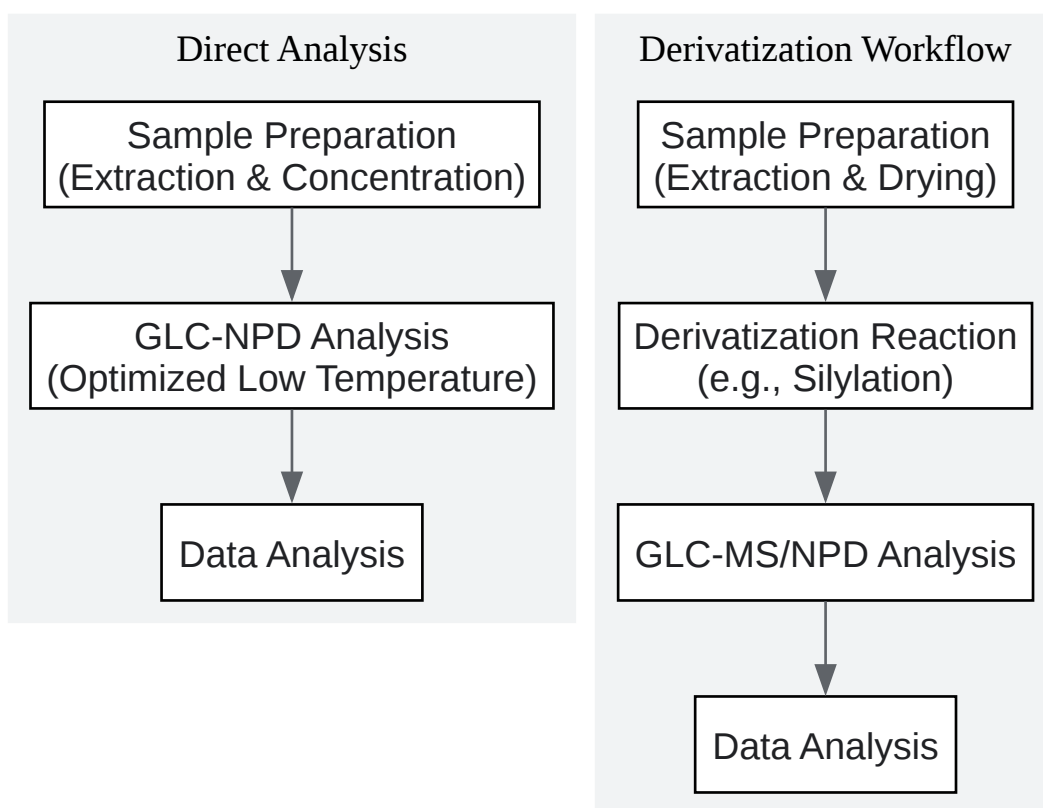 Direct Analysis
Sample Preparation
(Extraction & Concentration)
GLC-NPD Analysis
(Optimized Low Temperature)
Data Analysis
Derivatization Workflow
Sample Preparation
(Extraction & Drying)
Derivatization Reaction
(e.g., Silylation)
GLC-MS/NPD Analysis
Data Analysis